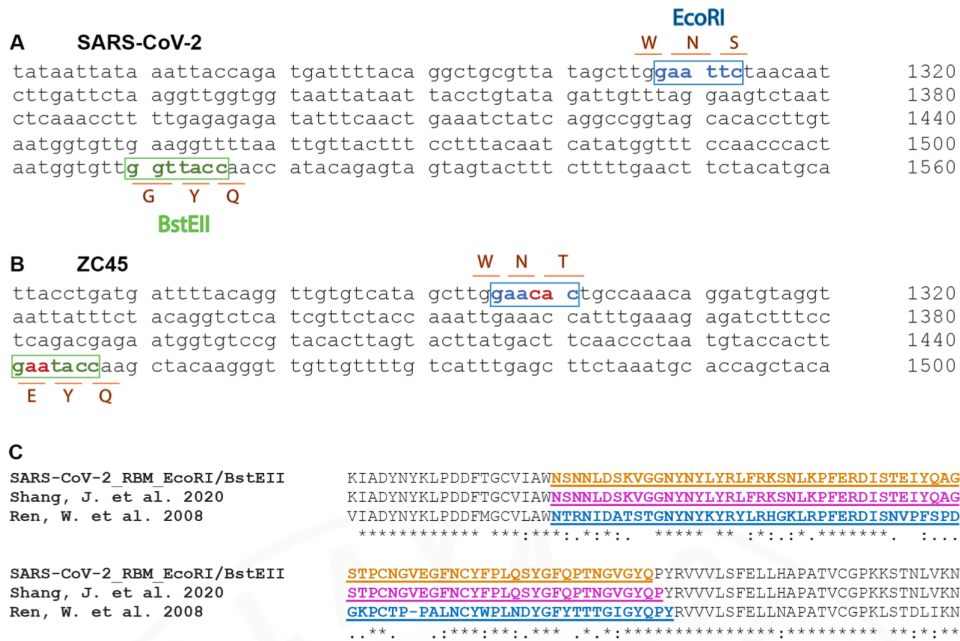 EcoRI
A SARS-CoV-2 W N S
tataattata aattaccaga tgattttaca ggctgcgtta tagcttggaa ttctaacaat 1320
cttgattcta aggttggtgg taattataat tacctgtata gattgtttag gaagtctaat 1380
ctcaaacctt ttgagagaga tatttcaact gaaatctatc aggccggtag cacaccttgt 1440
aatggtgttg aaggttttaa ttgttacttt cctttacaat catatggttt ccaacccact 1500
aatggtgttg gttaccaacc atacagagta gtagtacttt cttttgaact tctacatgca 1560
G Y Q
BstEII
B ZC45 W N T
ttacctgatg attttacagg ttgtgtcata gcttggaaca ctgccaaaca ggatgtaggt 1320
aattatttct acaggtctca tcgttctacc aaattgaaac catttgaaag agatctttcc 1380
tcagacgaga atggtgtccg tacacttagt acttatgact tcaaccctaa tgtaccactt 1440
gaataccaag ctacaagggt tgttgttttg tcatttgagc ttctaaatgc accagctaca 1500
E Y Q
C
SARS-CoV-2_RBM_EcoRI/BstEII KIADYNYKLPDDFTGCVIAWNSNNLDSKVGGNYNYLYRLFRKSNLKPFERDISTEIYQAG
Shang, J. et al. 2020 KIADYNYKLPDDFTGCVIAWNSNNLDSKVGGNYNYLYRLFRKSNLKPFERDISTEIYQAG
Ren, W. et al. 2008 VIADYNYKLPDDFMGCVLAWNTRNIDATSTGNYNYKYRYLRHGKLRPFERDISNVPFSPD
************ ***:**:.*:*. ***** ** :*:.:*:*******. :...
SARS-CoV-2_RBM_EcoRI/BstEII STPCNGVEGFNCYFPLQSYGFQPTNGVGYQPYRVVVLSFELLHAPATVCGPKKSTNLVKN
Shang, J. et al. 2020 STPCNGVEGFNCYFPLQSYGFQPTNGVGYQPYRVVVLSFELLHAPATVCGPKKSTNLVKN
Ren, W. et al. 2008 GKPCTP-PALNCYWPLNDYGFYTTTGIGYQPYRVVVLSFELLNAPATVCGPKLSTDLIKN
..**. .:***:**:.*** .*.*:***************:********* **:*:**